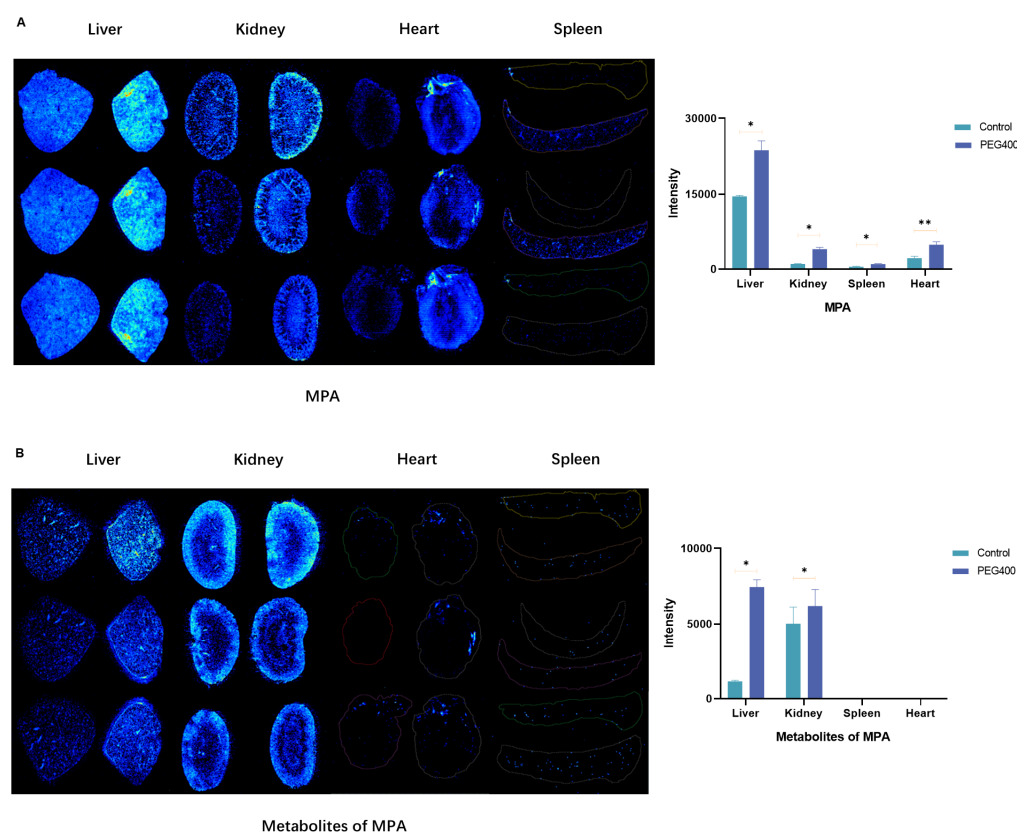 A
Liver Kidney Heart Spleen
MPA
30000
15000
0
Intensity
* * * **
Control
PEG400
Liver Kidney Spleen Heart
MPA
B
Liver Kidney Heart Spleen
Metabolites of MPA
10000
5000
0
Intensity
* *
Control
PEG400
Liver Kidney Spleen Heart
Metabolites of MPA